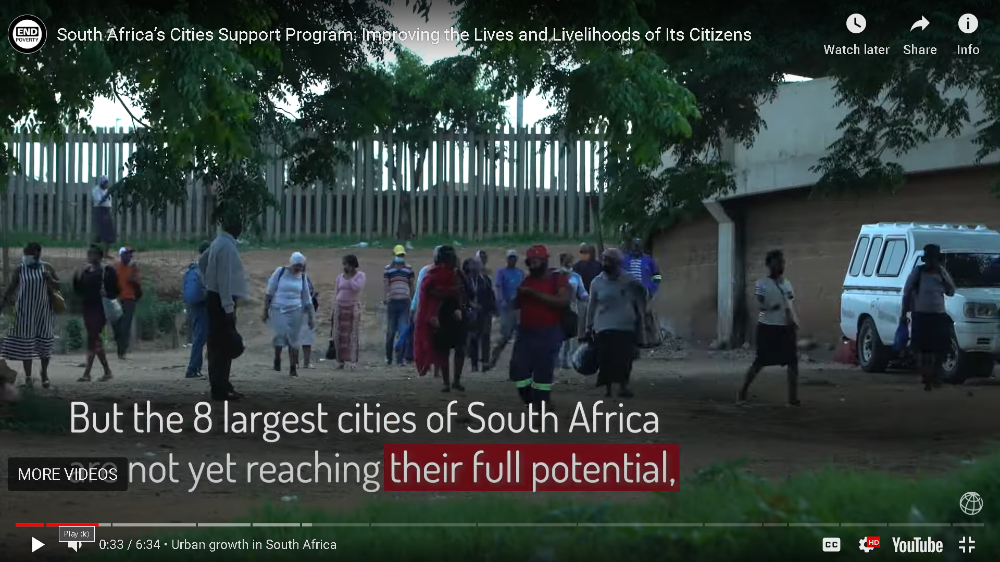 END
POVERTY
South Africa’s Cities Support Program: Improving the Lives and Livelihoods of Its Citizens
Watch later
Share
Info
But the 8 largest cities of South Africa
are not yet reaching their full potential,
MORE VIDEOS
Play (k)
0:33 / 6:34 • Urban growth in South Africa
CC
HD
YouTube